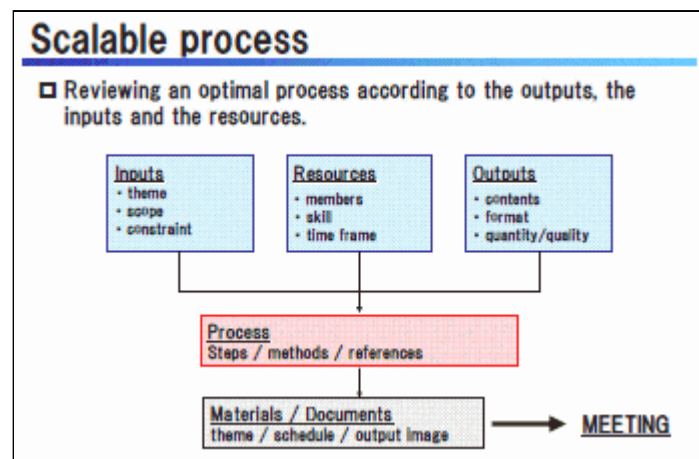 Scalable process
Reviewing an optimal process according to the outputs, the
inputs and the resources.
Inputs
・theme
・scope
・constraint
Resources
・members
・skill
・time frame
Outputs
・contents
・format
・quantity/quality
Process
Steps / methods / references
Materials / Documents
theme / schedule / output image
MEETING